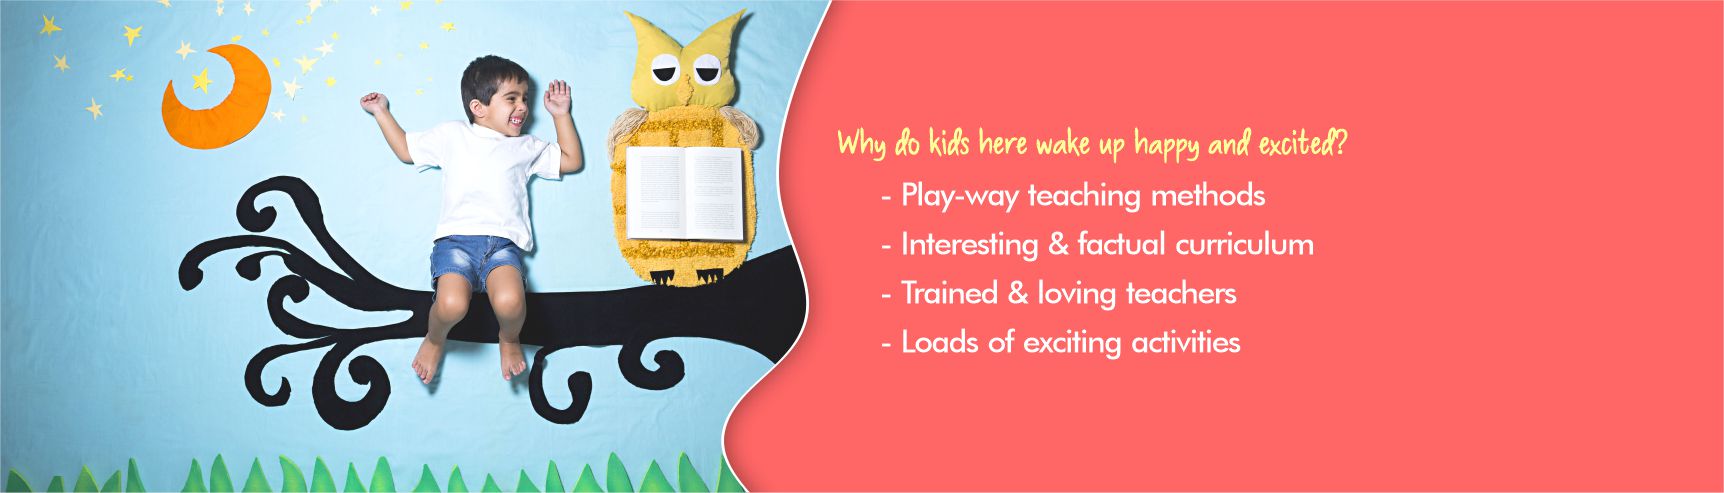 Why do kids here wake up happy and excited?
- Play-way teaching methods
- Interesting & factual curriculum
- Trained & loving teachers
- Loads of exciting activities